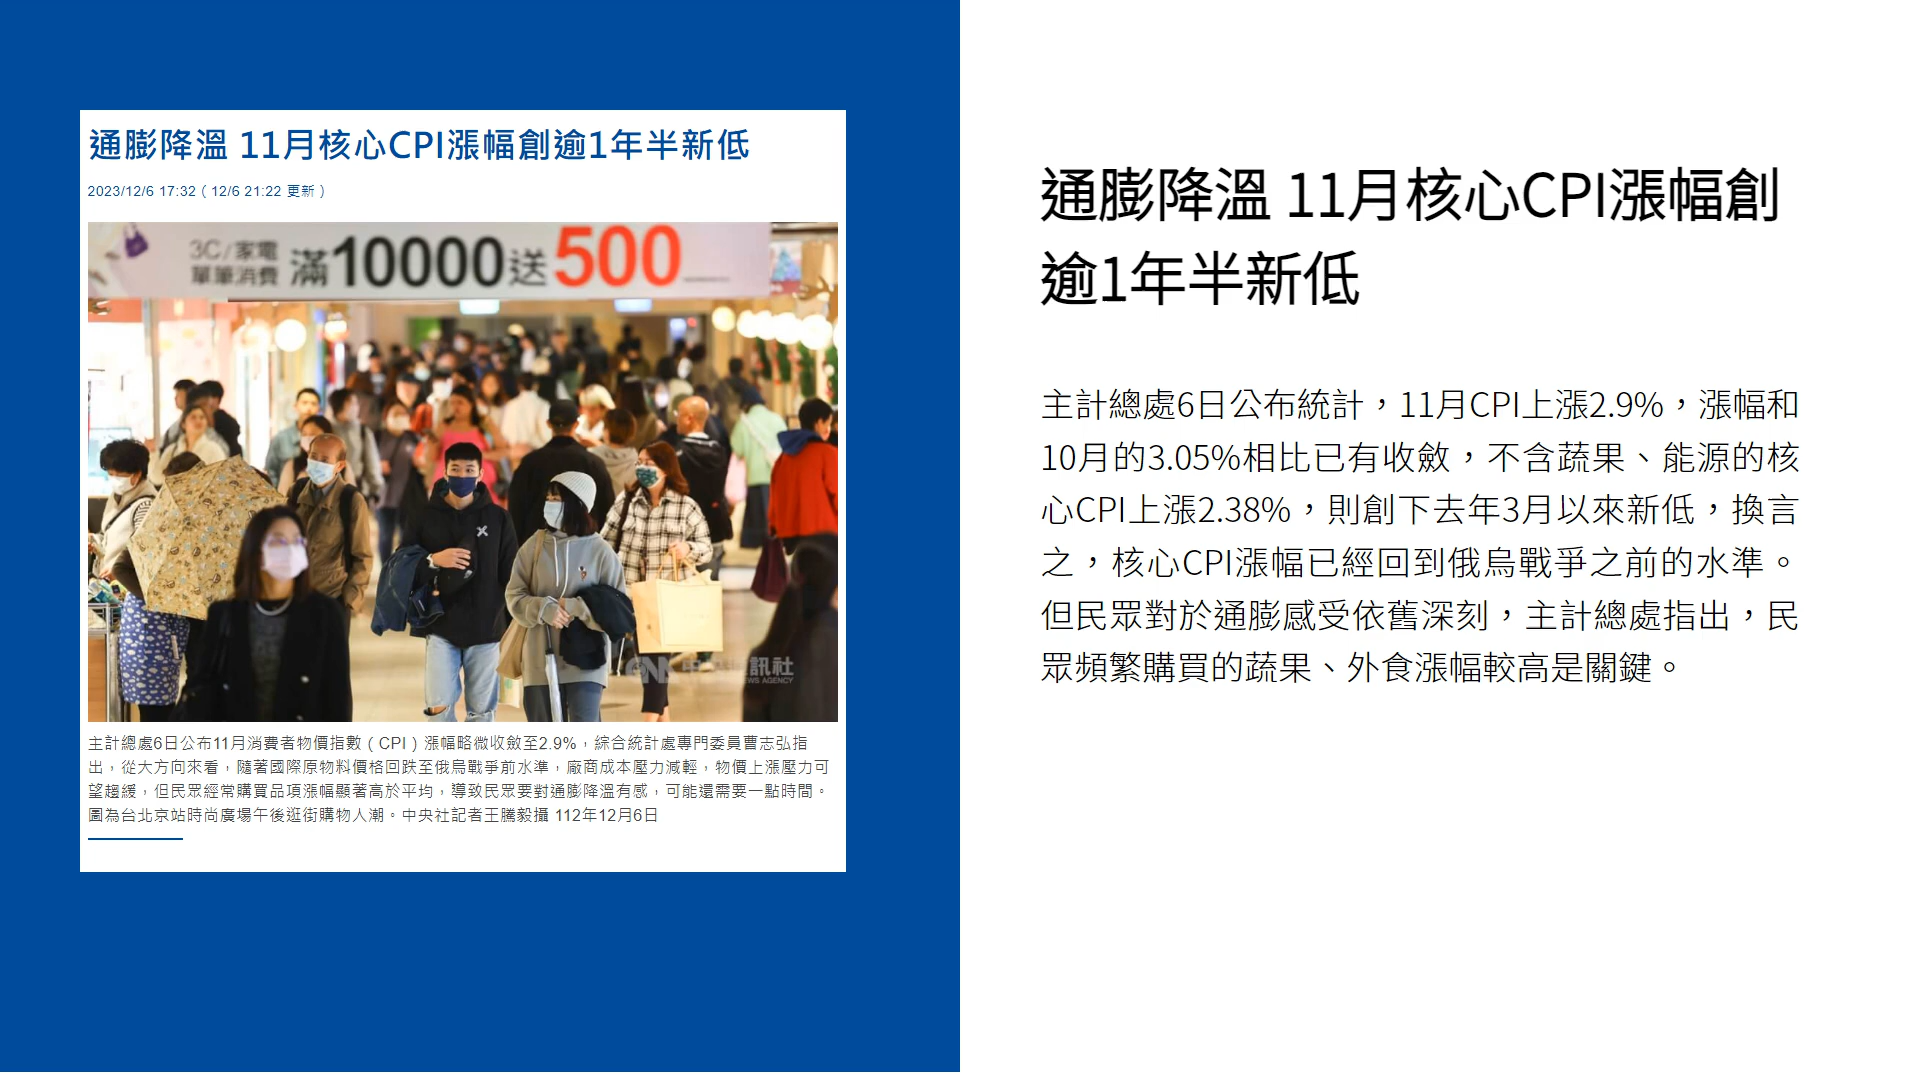 通膨降溫 11月核心CPI漲幅創逾1年半新低
2023/12/6 17:32（12/6 21:22 更新）
3C/家電
單筆消費
滿10000送500
中央通訊社
NEWS AGENCY
主計總處6日公布11月消費者物價指數（CPI）漲幅略微收斂至2.9%，綜合統計處專門委員曹志弘指
出，從大方向來看，隨著國際原物料價格回跌至俄烏戰爭前水準，廠商成本壓力減輕，物價上漲壓力可
望趨緩，但民眾經常購買品項漲幅顯著高於平均，導致民眾要對通膨降溫有感，可能還需要一點時間。
圖為台北京站時尚廣場午後逛街購物人潮。中央社記者王騰毅攝 112年12月6日
通膨降溫 11月核心CPI漲幅創
逾1年半新低
主計總處6日公布統計，11月CPI上漲2.9%，漲幅和
10月的3.05%相比已有收斂，不含蔬果、能源的核
心CPI上漲2.38%，則創下去年3月以來新低，換言
之，核心CPI漲幅已經回到俄烏戰爭之前的水準。
但民眾對於通膨感受依舊深刻，主計總處指出，民
眾頻繁購買的蔬果、外食漲幅較高是關鍵。